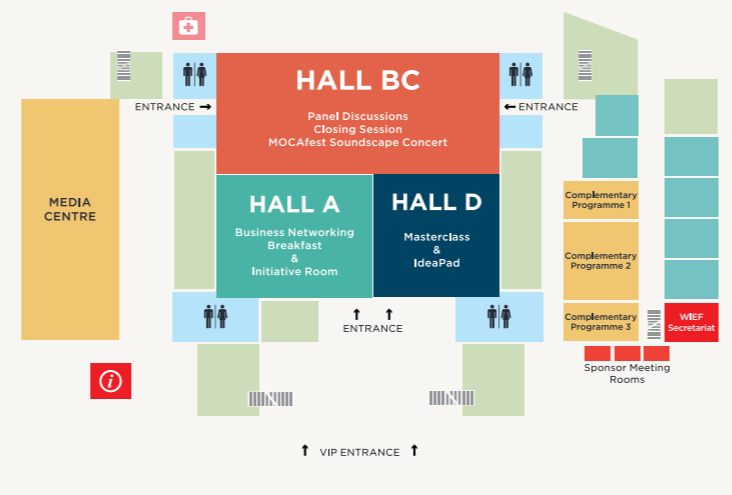 HALL BC
ENTRANCE
ENTRANCE
Panel Discussions
Closing Session
MOCAfest Soundscape Concert
MEDIA
CENTRE
HALL A
Business Networking
Breakfast
&
Initiative Room
HALL D
Masterclass
&
IdeaPad
Complementary
Programme 1
Complementary
Programme 2
Complementary
Programme 3
WIEF
Secretariat
ENTRANCE
Sponsor Meeting
Rooms
i
VIP ENTRANCE